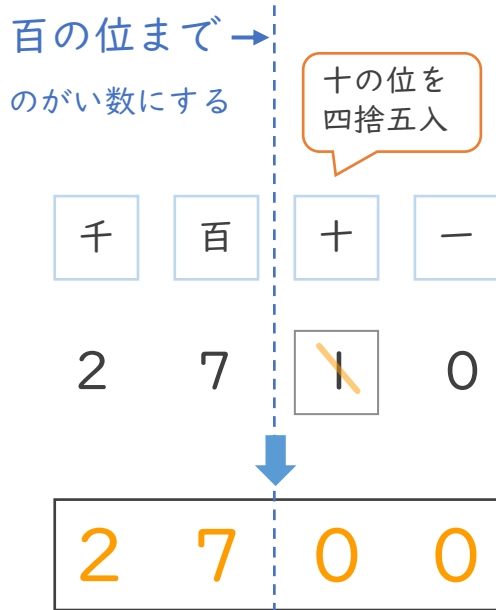 百の位まで→
のがい数にする
十の位を
四捨五入
千 百 十 一
2 7 1 0
2 7 0 0